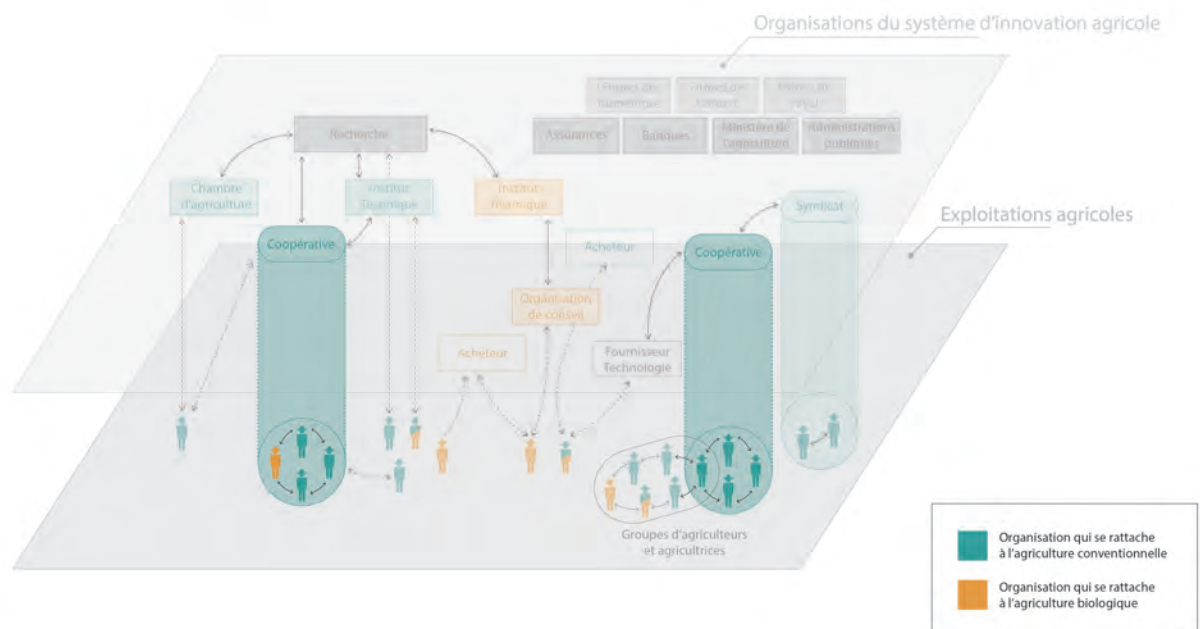 Organisations du système d'innovation agricole
Assurances
Banques
Ministère de
l'agriculture
Administrations
publiques
Recherche
Chambre
d'agriculture
Institut
Technique
Institut
Technique
Syndicat
Exploitations agricoles
Coopérative
Acheteur
Coopérative
Organisation
de conseil
Acheteur
Fournisseur
Technologie
Groupes d'agriculteurs
et agricultrices
Organisation qui se rattache
à l'agriculture conventionnelle
Organisation qui se rattache
à l'agriculture biologique